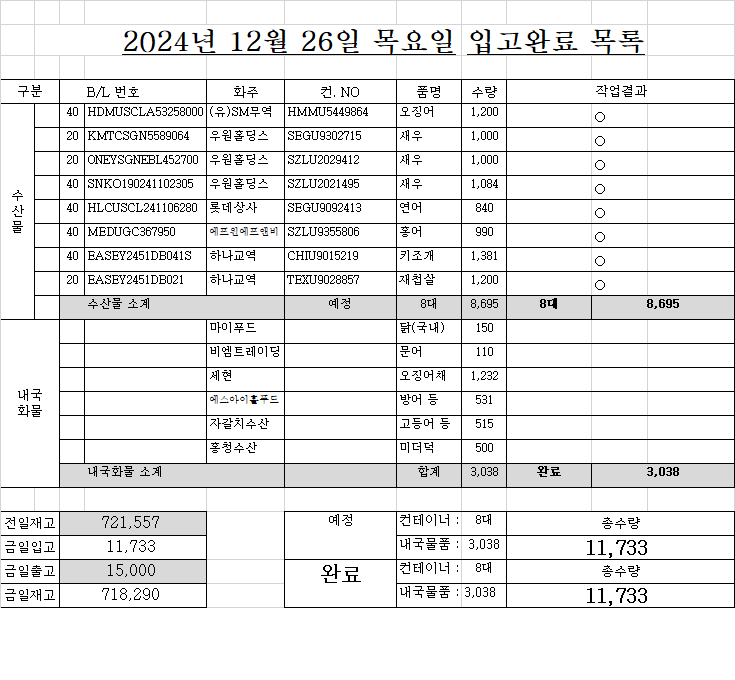 2024년 12월 26일 목요일 입고완료 목록
구분 B/L 번호 화주 컨. NO 품명 수량 작업결과
수산물
40 HDMUSCLA53258000 (유)SM무역 HMMU5449864 오징어 1,200 ○
20 KMTCSGN5589064 우원홀딩스 SEGU9302715 새우 1,000 ○
20 ONEYSGNEBL452700 우원홀딩스 SZLU2029412 새우 1,000 ○
40 SNKO190241102305 우원홀딩스 SZLU2021495 새우 1,084 ○
40 HLCUSCL241106280 롯데상사 SEGU9092413 연어 840 ○
40 MEDUGC367950 에프원에프앤비 SZLU9355806 홍어 990 ○
40 EASEY2451DB041S 하나교역 CHIU9015219 키조개 1,381 ○
20 EASEY2451DB021 하나교역 TEXU9028857 재첩살 1,200 ○
수산물 소계 예정 8대 8,695 8대 8,695
내국화물
마이푸드 닭(국내) 150
비엠트레이딩 문어 110
세현 오징어채 1,232
에스아이홀푸드 방어 등 531
자갈치수산 고등어 등 515
홍청수산 미더덕 500
내국화물 소계 합계 3,038 완료 3,038
전일재고 721,557 예정 컨테이너 : 8대 총수량
금일입고 11,733 내국물품 : 3,038 11,733
금일출고 15,000 완료 컨테이너 : 8대 총수량
금일재고 718,290 내국물품 : 3,038 11,733